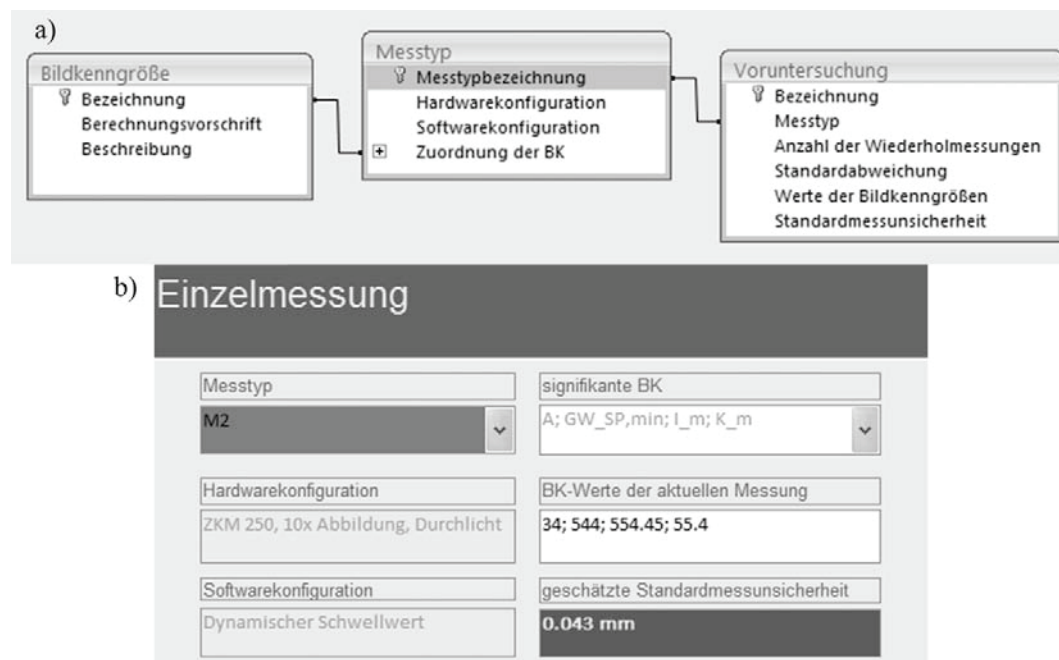 a)
Bildkenngröße
Bezeichnung
Berechnungsvorschrift
Beschreibung
Messtyp
Messtypbezeichnung
Hardwarekonfiguration
Softwarekonfiguration
Zuordnung der BK
Voruntersuchung
Bezeichnung
Messtyp
Anzahl der Wiederholmessungen
Standardabweichung
Werte der Bildkenngrößen
Standardmessunsicherheit
b)
Einzelmessung
Messtyp
M2
signifikante BK
A; GW_SP,min; I_m; K_m
Hardwarekonfiguration
ZKM 250, 10x Abbildung, Durchlicht
BK-Werte der aktuellen Messung
34; 544; 554.45; 55.4
Softwarekonfiguration
Dynamischer Schwellwert
geschätzte Standardmessunsicherheit
0.043 mm